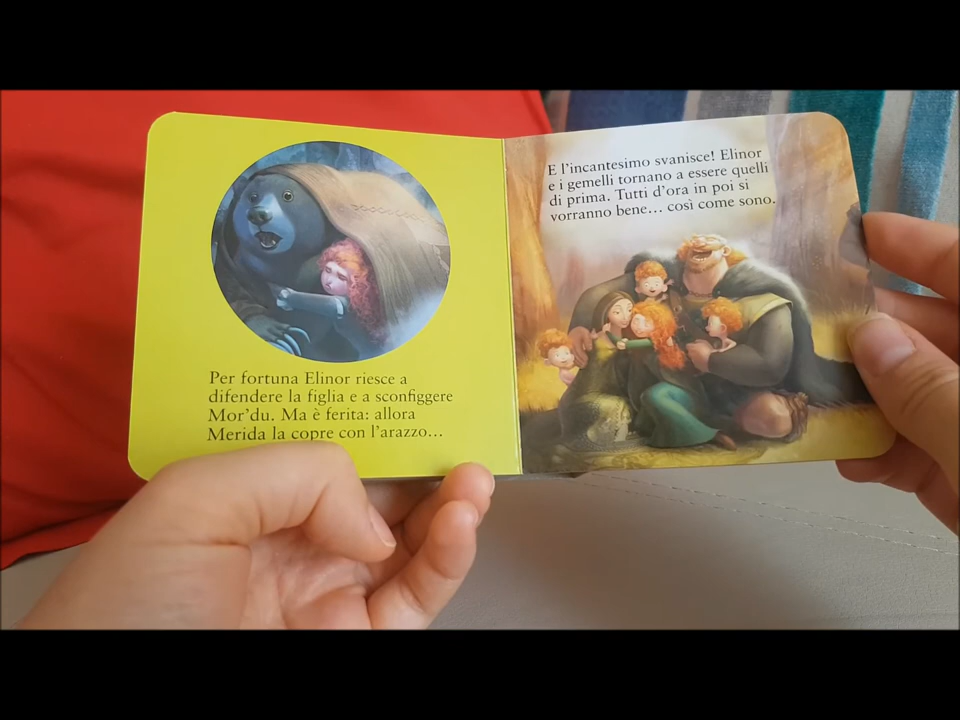 Per fortuna Elinor riesce a
difendere la figlia e a sconfiggere
Mor'du. Ma è ferita: allora
Merida la copre con l'arazzo...
E l'incantesimo svanisce! Elinor
e i gemelli tornano a essere quelli
di prima. Tutti d'ora in poi si
vorranno bene... così come sono.